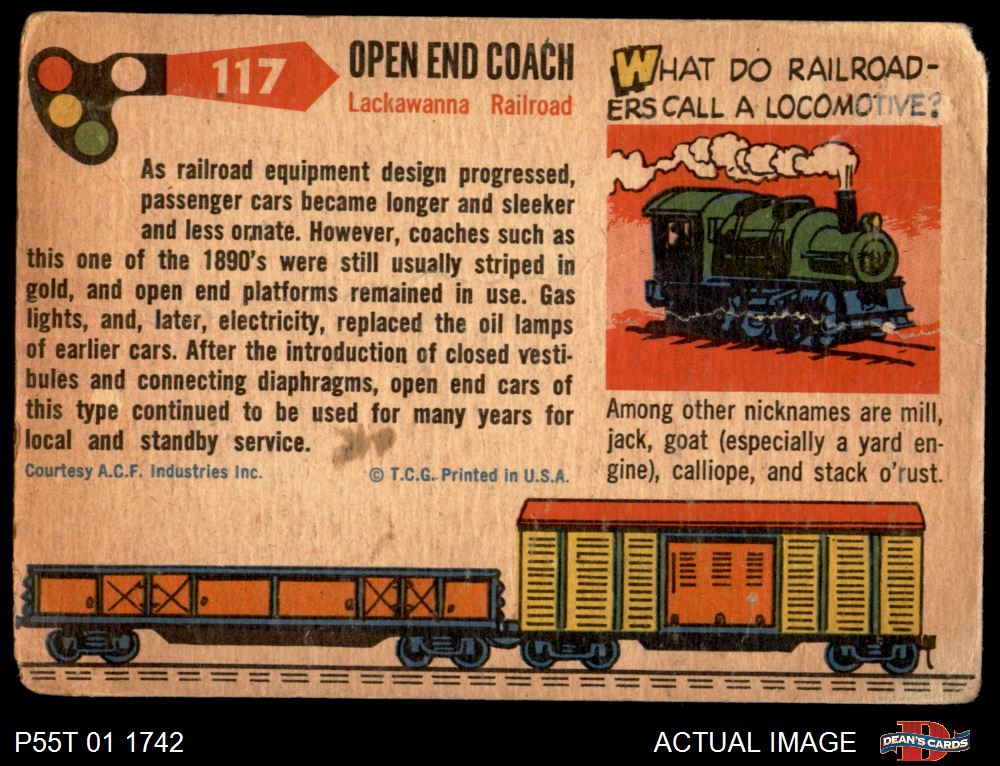 117
OPEN END COACH
Lackawanna Railroad
As railroad equipment design progressed,
passenger cars became longer and sleeker
and less ornate. However, coaches such as
this one of the 1890's were still usually striped in
gold, and open end platforms remained in use. Gas
lights, and, later, electricity, replaced the oil lamps
of earlier cars. After the introduction of closed vesti-
bules and connecting diaphragms, open end cars of
this type continued to be used for many years for
local and standby service.
Courtesy A.C.F. Industries Inc.
© T.C.G. Printed in U.S.A.
WHAT DO RAILROAD-
ERS CALL A LOCOMOTIVE?
Among other nicknames are mill,
jack, goat (especially a yard en-
gine), calliope, and stack o'rust.
P55T 01 1742
ACTUAL IMAGE
D
DEAN'S CARDS